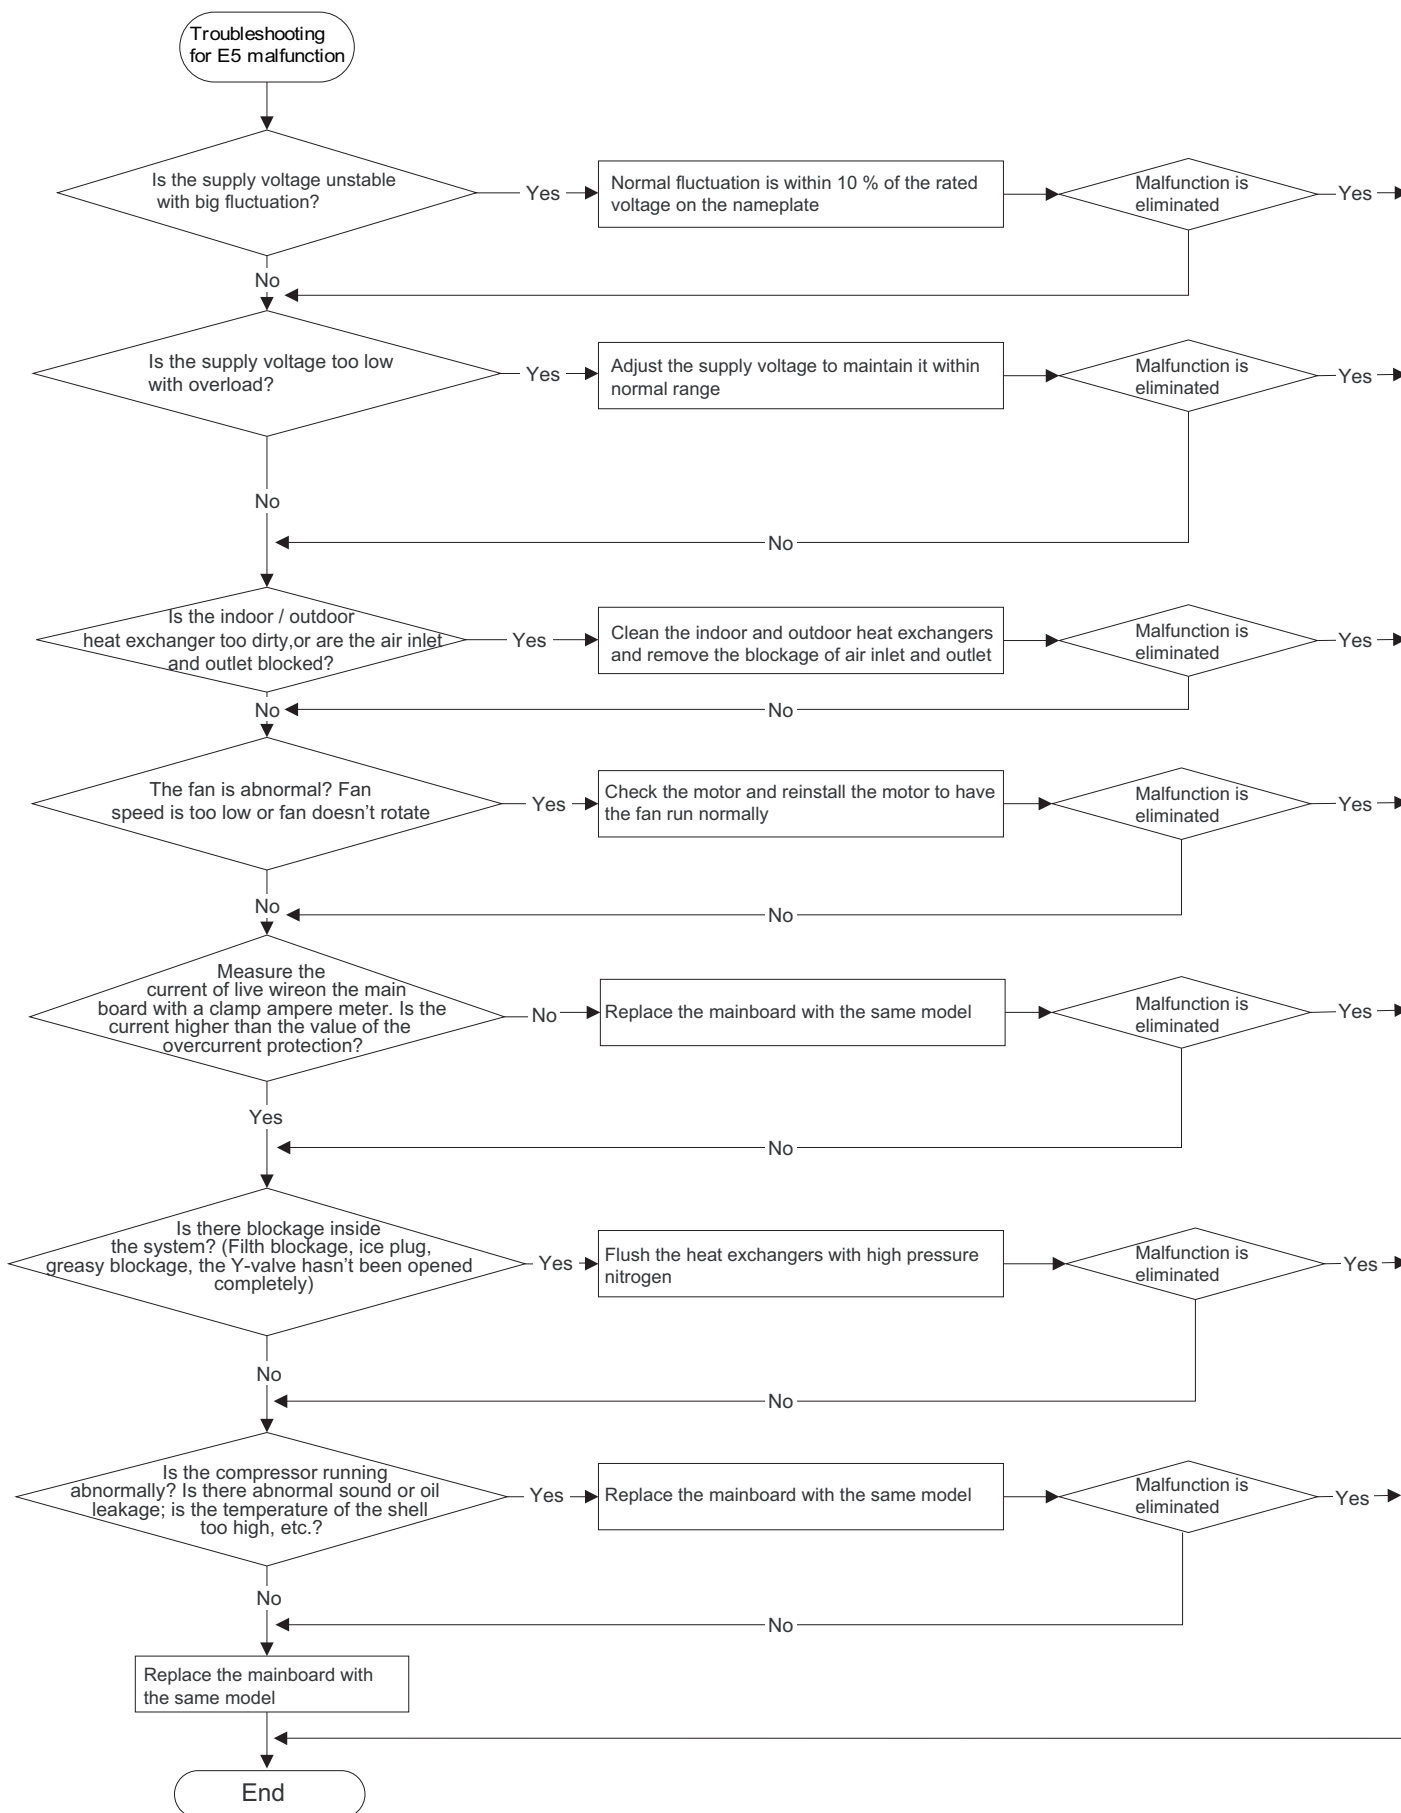 Troubleshooting
for E5 malfunction
Is the supply voltage unstable
with big fluctuation?
Yes
Normal fluctuation is within 10 % of the rated
voltage on the nameplate
Malfunction is
eliminated
Yes
No
Is the supply voltage too low
with overload?
Yes
Adjust the supply voltage to maintain it within
normal range
Malfunction is
eliminated
Yes
No
No
Is the indoor / outdoor
heat exchanger too dirty,or are the air inlet
and outlet blocked?
Yes
Clean the indoor and outdoor heat exchangers
and remove the blockage of air inlet and outlet
Malfunction is
eliminated
Yes
No
No
The fan is abnormal? Fan
speed is too low or fan doesn't rotate
Yes
Check the motor and reinstall the motor to have
the fan run normally
Malfunction is
eliminated
Yes
No
No
Measure the
current of live wireon the main
board with a clamp ampere meter. Is the
current higher than the value of the
overcurrent protection?
No
Replace the mainboard with the same model
Malfunction is
eliminated
Yes
Yes
No
Is there blockage inside
the system? (Filth blockage, ice plug,
greasy blockage, the Y-valve hasn't been opened
completely)
Yes
Flush the heat exchangers with high pressure
nitrogen
Malfunction is
eliminated
Yes
No
No
Is the compressor running
abnormally? Is there abnormal sound or oil
leakage; is the temperature of the shell
too high, etc.?
Yes
Replace the mainboard with the same model
Malfunction is
eliminated
Yes
No
No
Replace the mainboard with
the same model
End